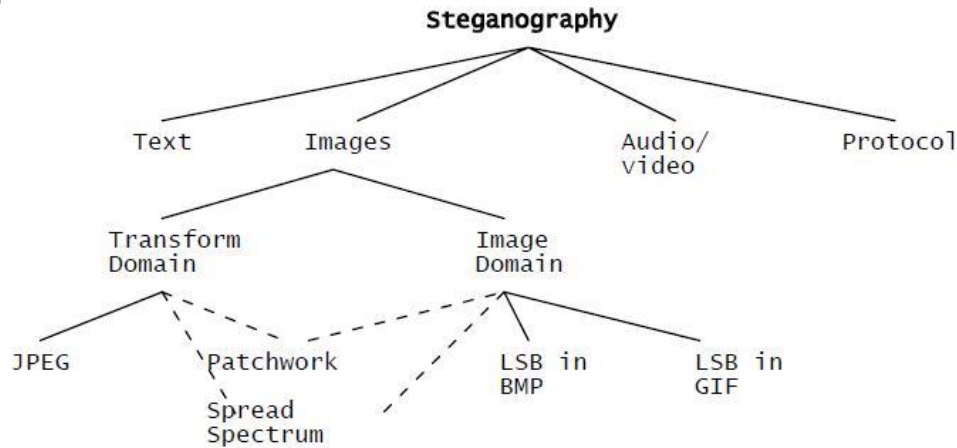 Steganography
Text Images Audio/ Protocol
video
Transform Image
Domain Domain
JPEG Patchwork LSB in LSB in
BMP GIF
Spread
Spectrum